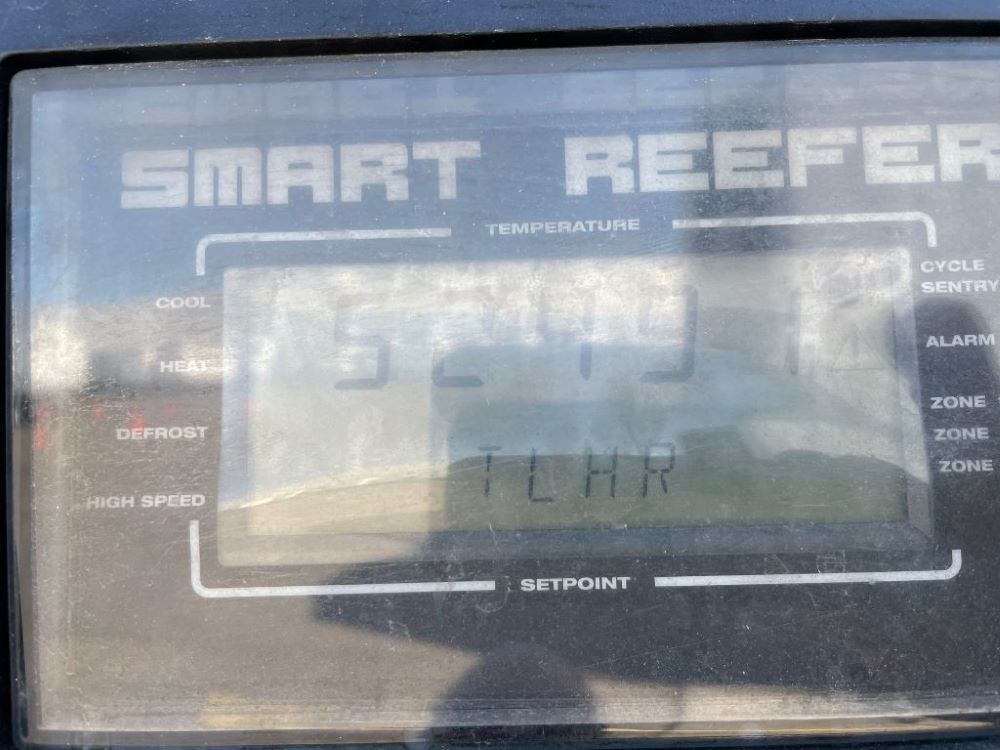 SMART REEFER
TEMPERATURE
CYCLE
SENTRY
COOL
ALARM
HEAT
ZONE
DEFROST
ZONE
ZONE
TLHR
HIGH SPEED
SETPOINT